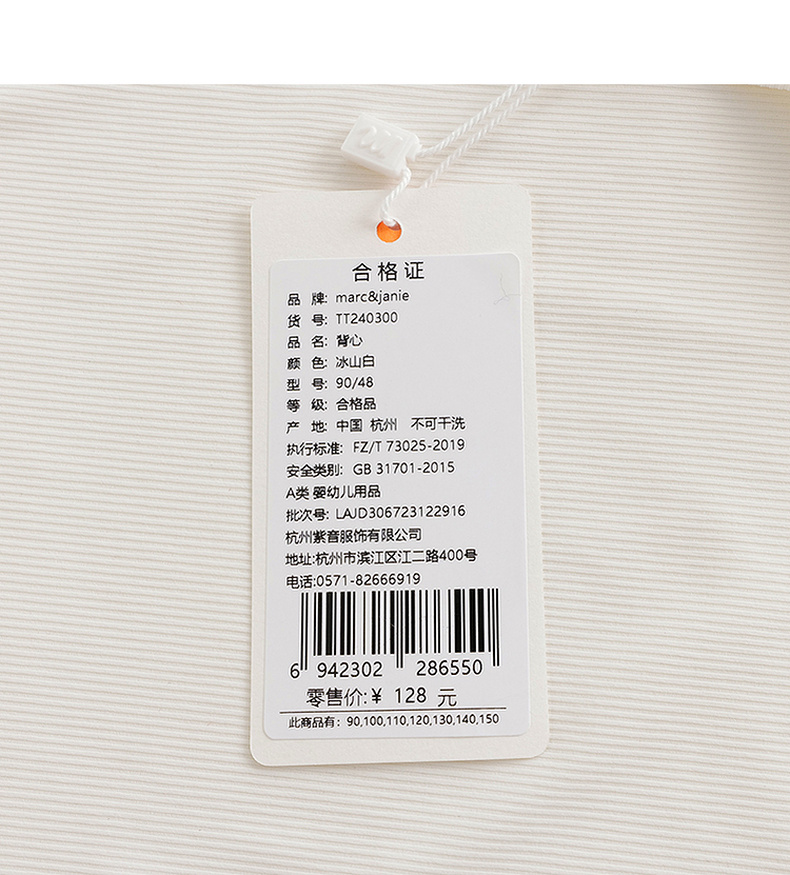 合格证
品 牌: marc&janie
货 号: TT240300
品 名: 背心
颜 色: 冰山白
型 号: 90/48
等 级: 合格品
产 地: 中国 杭州 不可干洗
执行标准: FZ/T 73025-2019
安全类别: GB 31701-2015
A类 婴幼儿用品
批次号: LAJD306723122916
杭州紫音服饰有限公司
地址:杭州市滨江区江二路400号
电话:0571-82666919
6 942302 286550
零售价:¥ 128 元
此商品有: 90,100,110,120,130,140,150